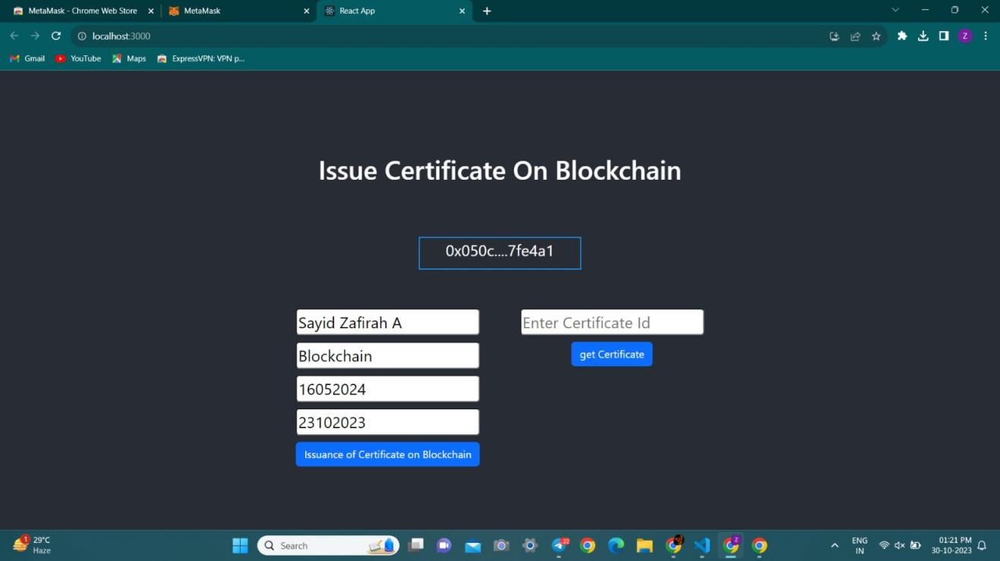 MetaMask - Chrome Web Store
MetaMask
React App
localhost:3000
Gmail
YouTube
Maps
ExpressVPN: VPN p...
Z
Issue Certificate On Blockchain
0x050c....7fe4a1
Sayid Zafirah A
Blockchain
16052024
23102023
Issuance of Certificate on Blockchain
Enter Certificate Id
get Certificate
1
29°C
Haze
Search
22
Z
ENG
IN
01:21 PM
30-10-2023